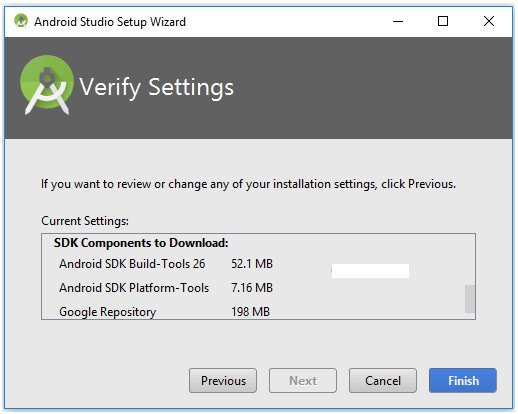 Android Studio Setup Wizard
Verify Settings
If you want to review or change any of your installation settings, click Previous.
Current Settings:
SDK Components to Download:
Android SDK Build-Tools 26 52.1 MB
Android SDK Platform-Tools 7.16 MB
Google Repository 198 MB
Previous Next Cancel Finish